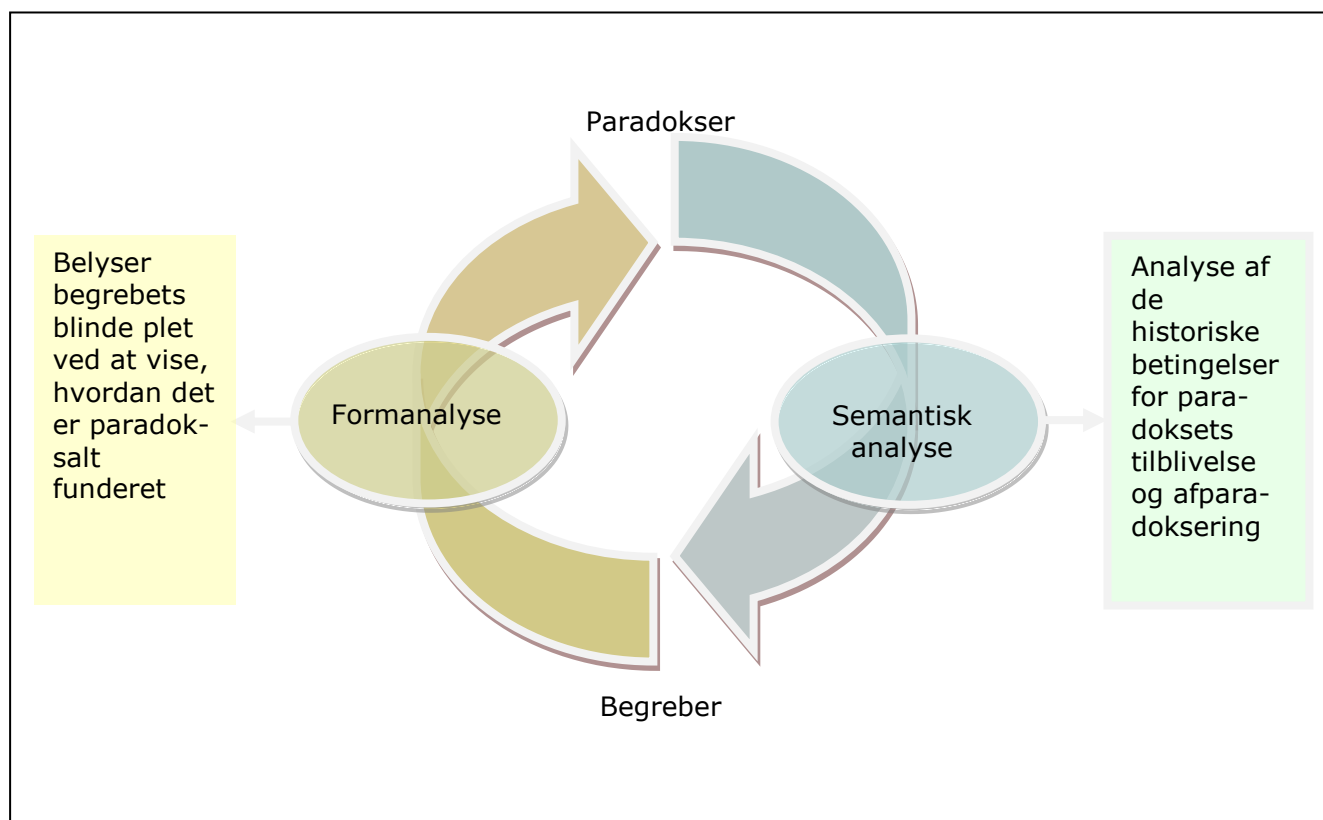 Paradokser
Belyser
begrebets
blinde plet
ved at vise,
hvordan det
er paradok-
salt
funderet
Formanalyse
Semantisk
analyse
Analyse af
de
historiske
betingelser
for para-
doksets
tilblivelse
og afpara-
doksering
Begreber